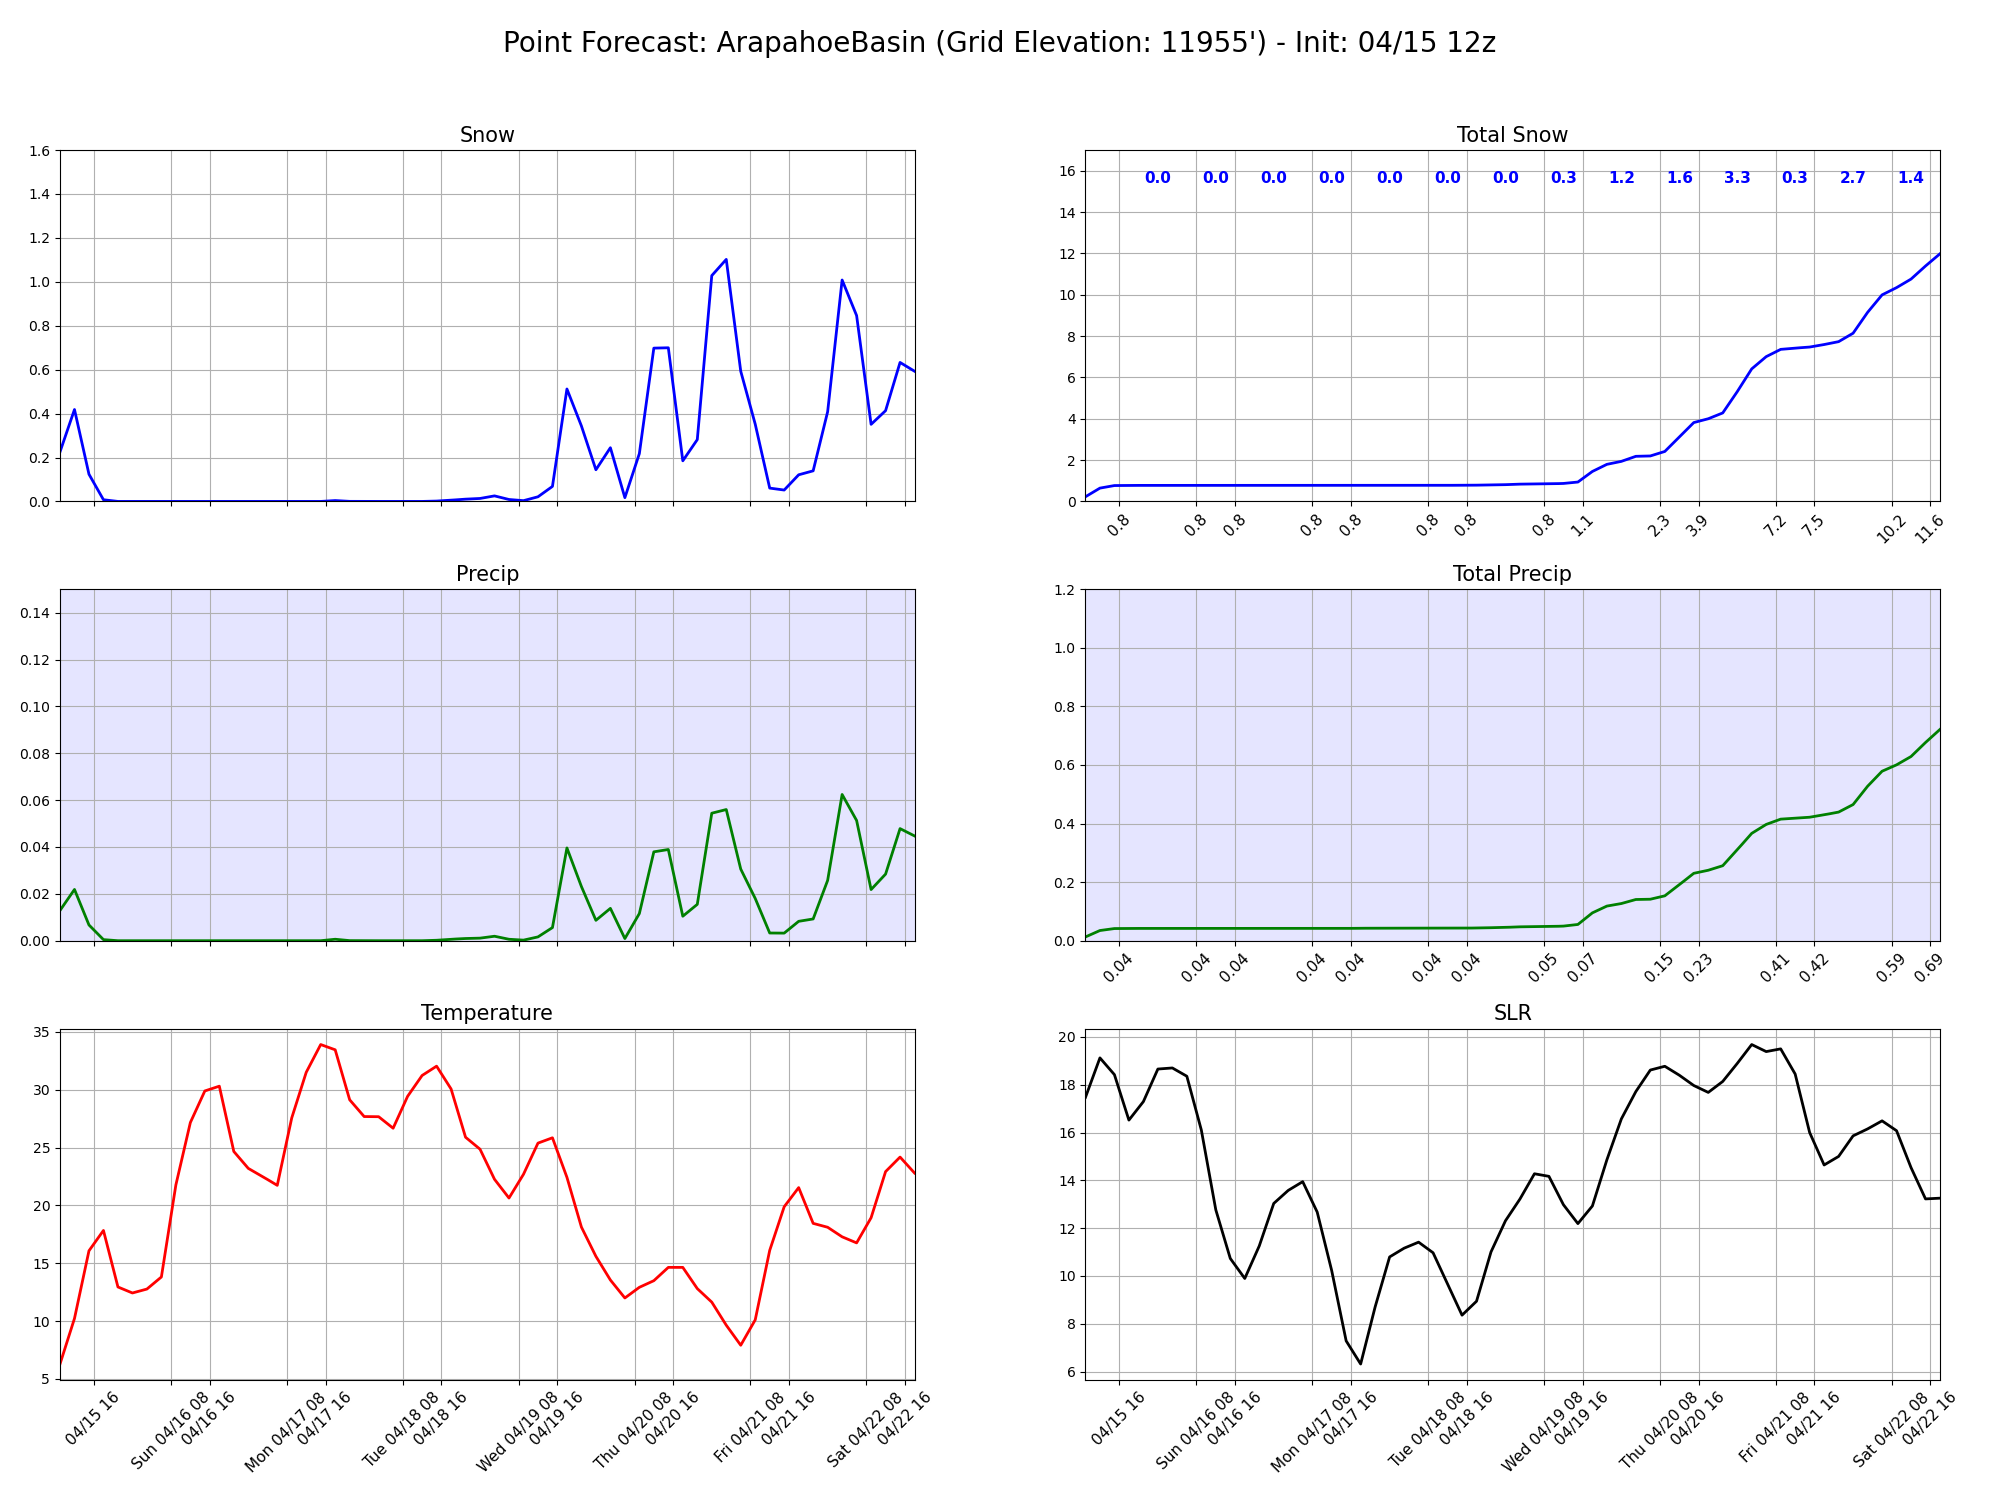 Point Forecast: ArapahoeBasin (Grid Elevation: 11955') - Init: 04/15 12z
Snow
1.6
1.4
1.2
1.0
0.8
0.6
0.4
0.2
0.0
Total Snow
16
14
12
10
8
6
4
2
0
0.0 0.0 0.0 0.0 0.0 0.0 0.0 0.3 1.2 1.6 3.3 0.3 2.7 1.4
0.8 0.8 0.8 0.8 0.8 0.8 0.8 0.8 1.1 2.3 3.9 7.2 7.5 10.2 11.6
Precip
0.14
0.12
0.10
0.08
0.06
0.04
0.02
0.00
Total Precip
1.2
1.0
0.8
0.6
0.4
0.2
0.0
0.04 0.04 0.04 0.04 0.04 0.04 0.04 0.05 0.07 0.15 0.23 0.41 0.42 0.59 0.69
Temperature
35
30
25
20
15
10
5
04/15 16
Sun 04/16 08
04/16 16
Mon 04/17 08
04/17 16
Tue 04/18 08
04/18 16
Wed 04/19 08
04/19 16
Thu 04/20 08
04/20 16
Fri 04/21 08
04/21 16
Sat 04/22 08
04/22 16
SLR
20
18
16
14
12
10
8
6
04/15 16
Sun 04/16 08
04/16 16
Mon 04/17 08
04/17 16
Tue 04/18 08
04/18 16
Wed 04/19 08
04/19 16
Thu 04/20 08
04/20 16
Fri 04/21 08
04/21 16
Sat 04/22 08
04/22 16